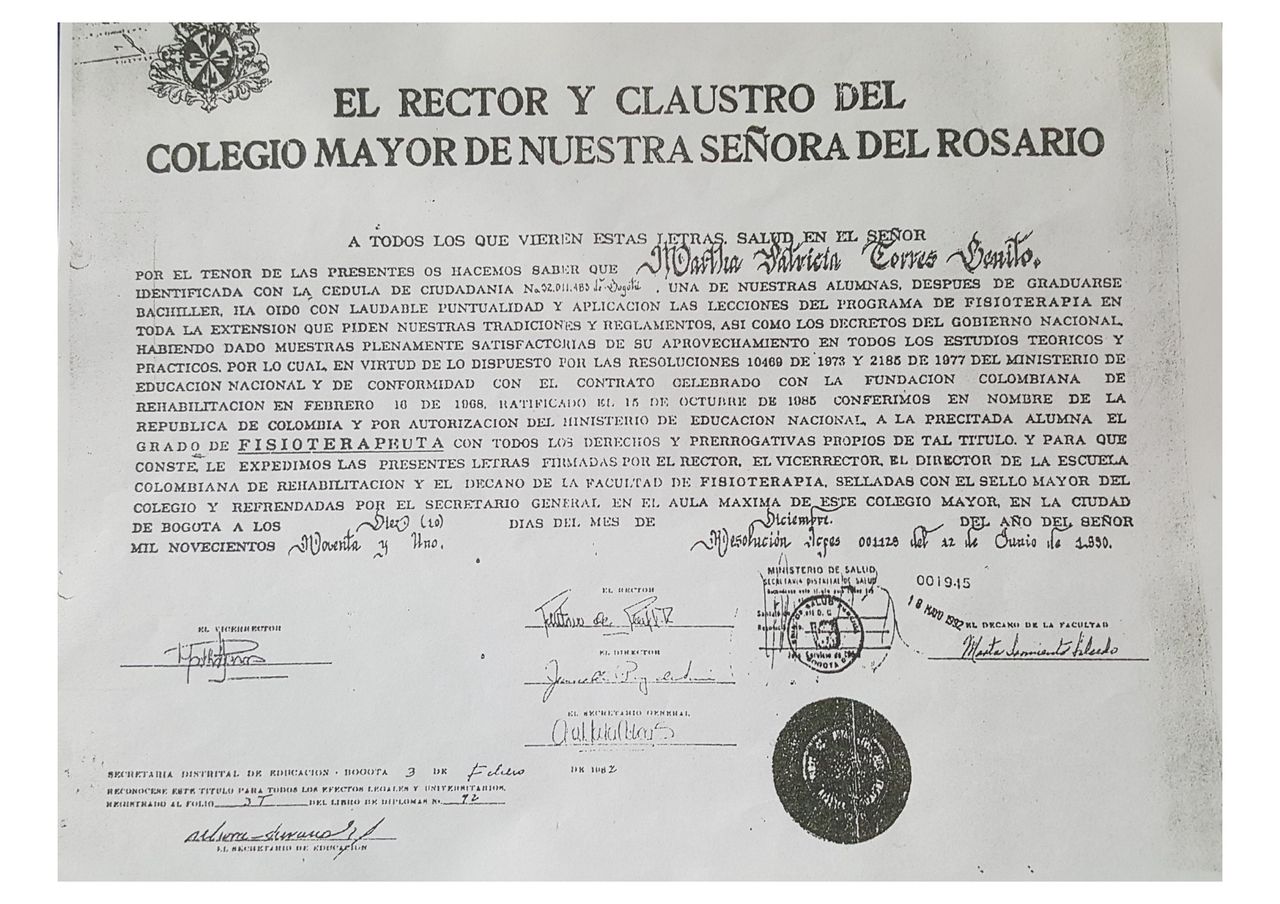 EL RECTOR Y CLAUSTRO DEL
COLEGIO MAYOR DE NUESTRA SEÑORA DEL ROSARIO
A TODOS LOS QUE VIEREN ESTAS LETRAS, SALUD EN EL SEÑOR
POR EL TENOR DE LAS PRESENTES OS HACEMOS SABER QUE Martha Patricia Torres Benito.
IDENTIFICADA CON LA CEDULA DE CIUDADANIA No de Bogotá, UNA DE NUESTRAS ALUMNAS, DESPUES DE GRADUARSE
BACHILLER, HA OIDO CON LAUDABLE PUNTUALIDAD Y APLICACION LAS LECCIONES DEL PROGRAMA DE FISIOTERAPIA EN
TODA LA EXTENSION QUE PIDEN NUESTRAS TRADICIONES Y REGLAMENTOS, ASI COMO LOS DECRETOS DEL GOBIERNO NACIONAL,
HABIENDO DADO MUESTRAS PLENAMENTE SATISFACTORIAS DE SU APROVECHAMIENTO EN TODOS LOS ESTUDIOS TEORICOS Y
PRACTICOS. POR LO CUAL, EN VIRTUD DE LO DISPUESTO POR LAS RESOLUCIONES 10469 DE 1973 Y 2185 DE 1977 DEL MINISTERIO DE
EDUCACION NACIONAL Y DE CONFORMIDAD CON EL CONTRATO CELEBRADO CON LA FUNDACION COLOMBIANA DE
REHABILITACION EN FEBRERO 16 DE 1968, RATIFICADO EL 15 DE OCTUBRE DE 1985 CONFERIMOS EN NOMBRE DE LA
REPUBLICA DE COLOMBIA Y POR AUTORIZACION DEL MINISTERIO DE EDUCACION NACIONAL, A LA PRECITADA ALUMNA EL
GRADO DE FISIOTERAPEUTA CON TODOS LOS DERECHOS Y PRERROGATIVAS PROPIOS DE TAL TITULO. Y PARA QUE
CONSTE, LE EXPEDIMOS LAS PRESENTES LETRAS FIRMADAS POR EL RECTOR, EL VICERRECTOR, EL DIRECTOR DE LA ESCUELA
COLOMBIANA DE REHABILITACION Y EL DECANO DE LA FACULTAD DE FISIOTERAPIA, SELLADAS CON EL SELLO MAYOR DEL
COLEGIO Y REFRENDADAS POR EL SECRETARIO GENERAL EN EL AULA MAXIMA DE ESTE COLEGIO MAYOR, EN LA CIUDAD
DE BOGOTA A LOS Diez (10) DIAS DEL MES DE Diciembre. DEL AÑO DEL SEÑOR
MIL NOVECIENTOS Noventa y Uno. Resolución Icfes 001128 del 12 de Junio de 1.990.
MINISTERIO DE SALUD
SECRETARIA DISTRITAL DE SALUD
001945
18 MAYO 1992
EL RECTOR
EL VICERRECTOR
EL DECANO DE LA FACULTAD
EL DIRECTOR
EL SECRETARIO GENERAL
SECRETARIA DISTRITAL DE EDUCACION - BOGOTA 3 DE Febrero DE 1982
RECONOCESE ESTE TITULO PARA TODOS LOS EFECTOS LEGALES Y UNIVERSITARIOS.
REGISTRADO AL FOLIO 37 DEL LIBRO DE DIPLOMAS No. 92
EL SECRETARIO DE EDUCACION